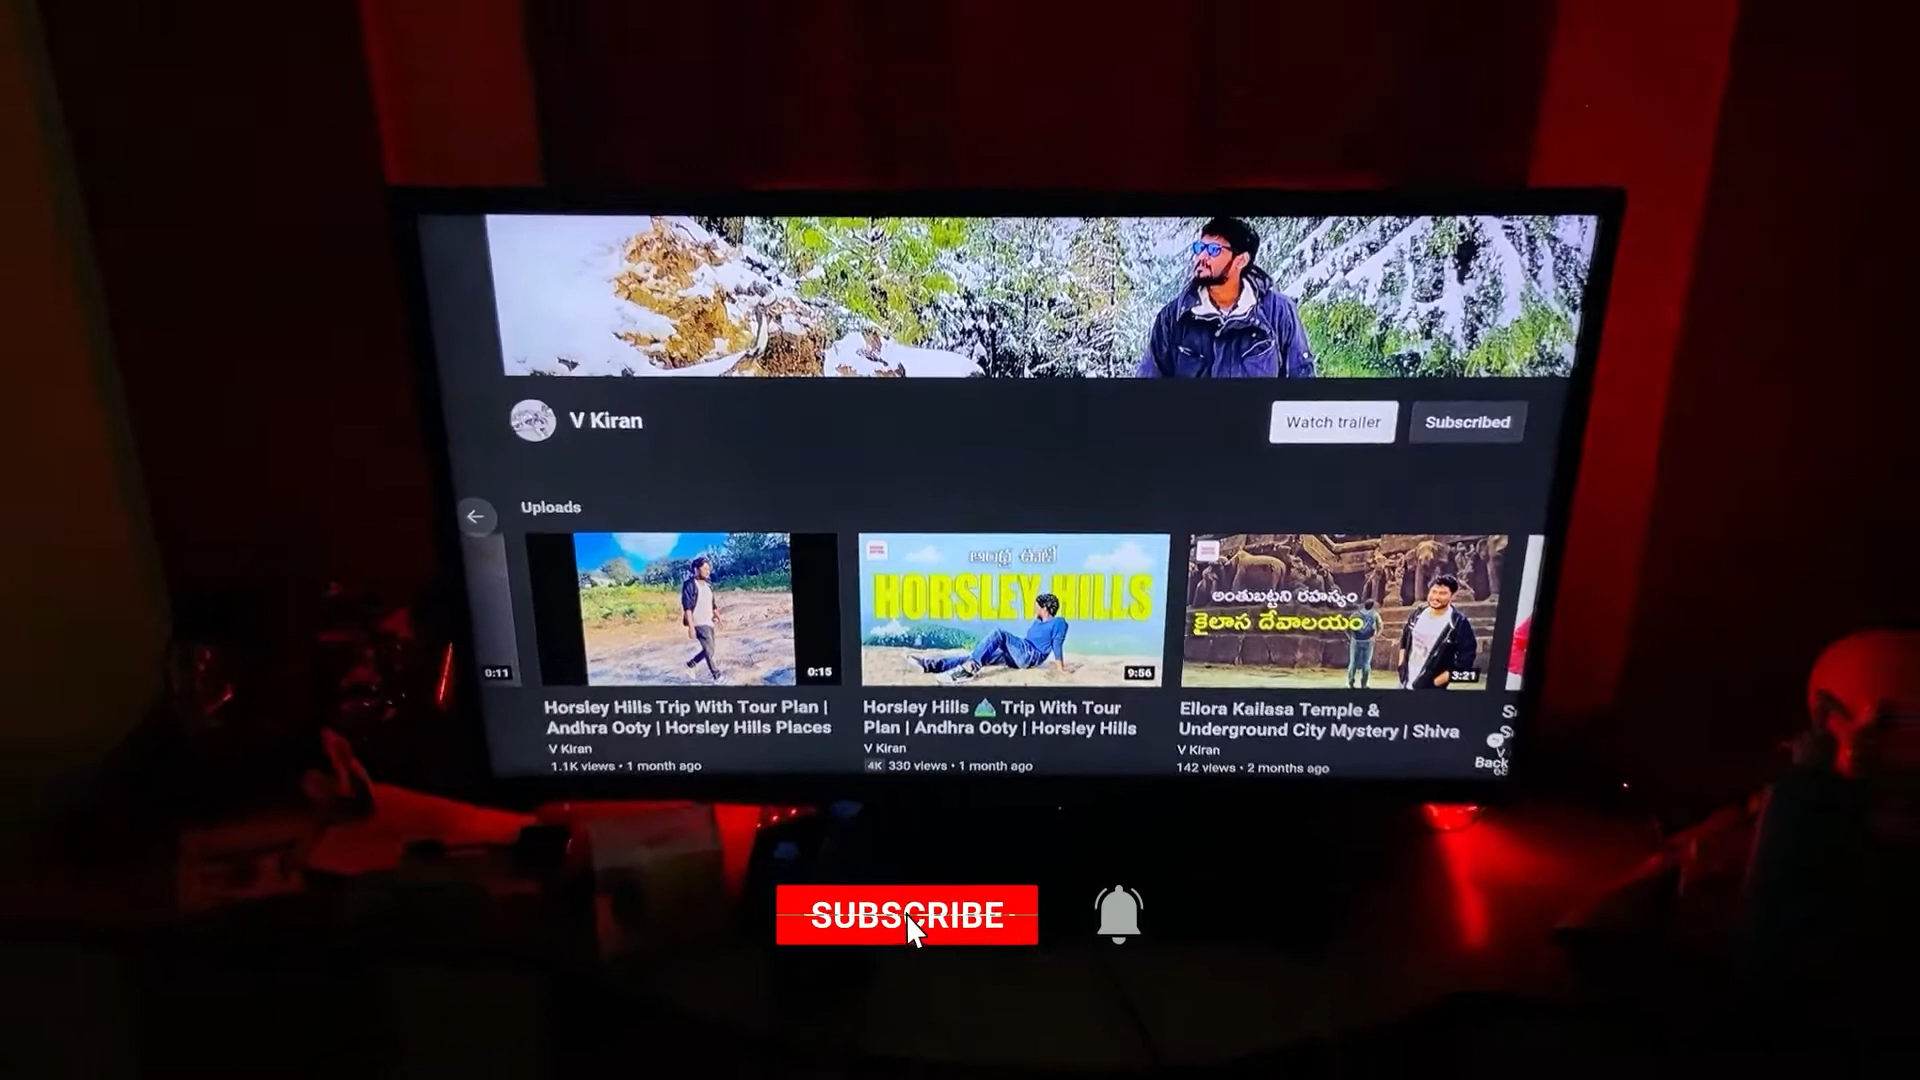 V Kiran
Watch trailer
Subscribed
Uploads
0:11
0:15
ఆంధ్ర ఊటీ
HORSLEY HILLS
9:56
అంతుబట్టని రహస్యం
కైలాస దేవాలయం
3:21
Horsley Hills Trip With Tour Plan |
Andhra Ooty | Horsley Hills Places
V Kiran
1.1K views • 1 month ago
Horsley Hills Trip With Tour
Plan | Andhra Ooty | Horsley Hills
V Kiran
4K 330 views • 1 month ago
Ellora Kailasa Temple &
Underground City Mystery | Shiva
V Kiran
142 views • 2 months ago
Back
SUBSCRIBE